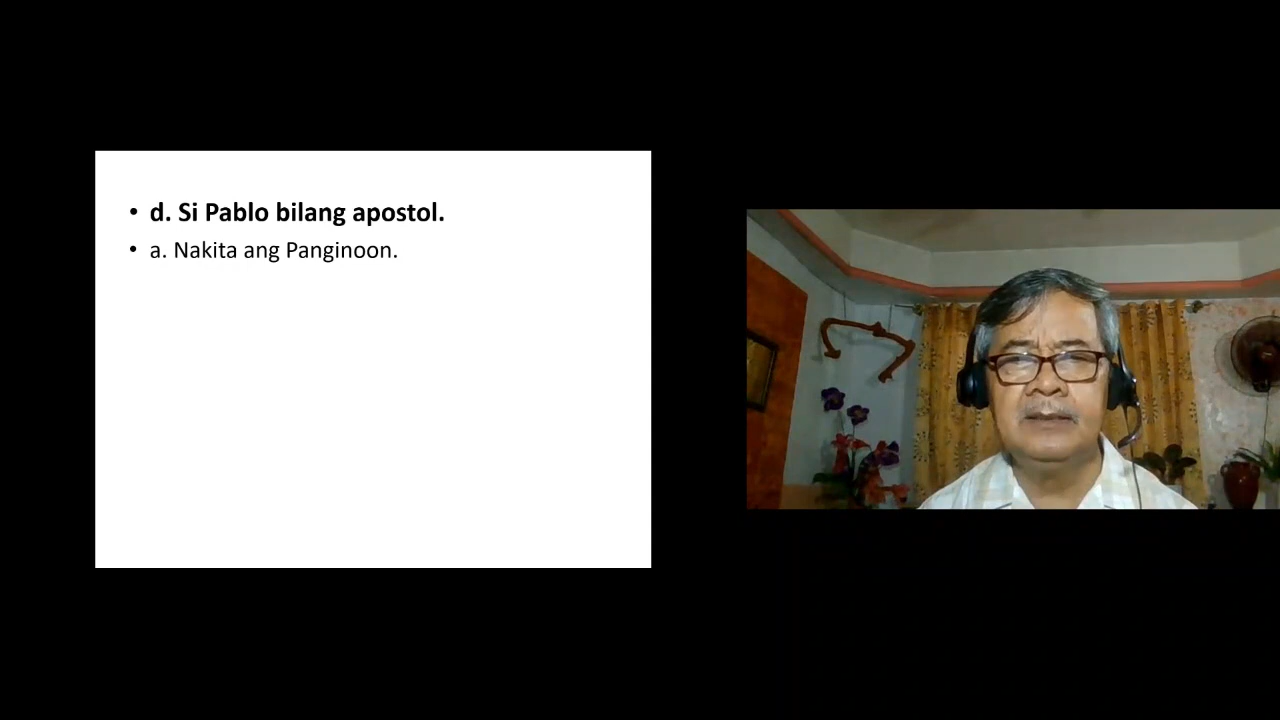 • d. Si Pablo bilang apostol.
• a. Nakita ang Panginoon.